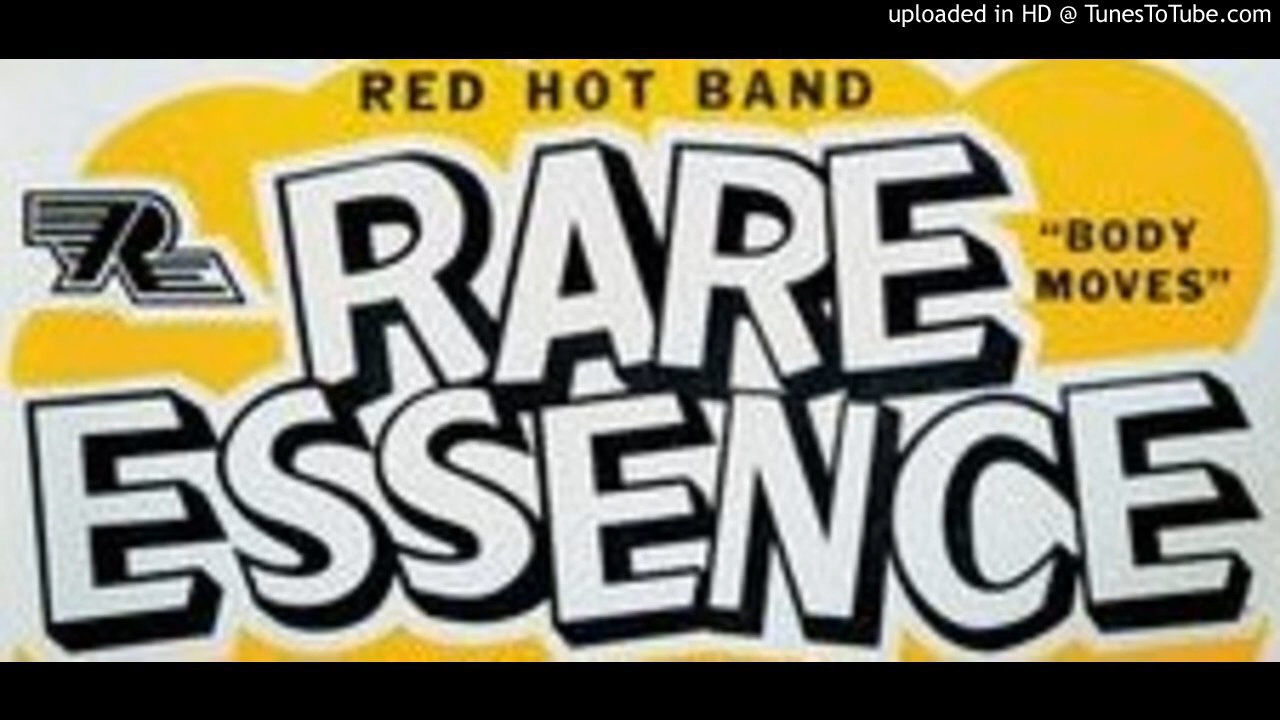 uploaded in HD @ TunesToTube.com
RED HOT BAND
RARE
"BODY
MOVES"
ESSENCE